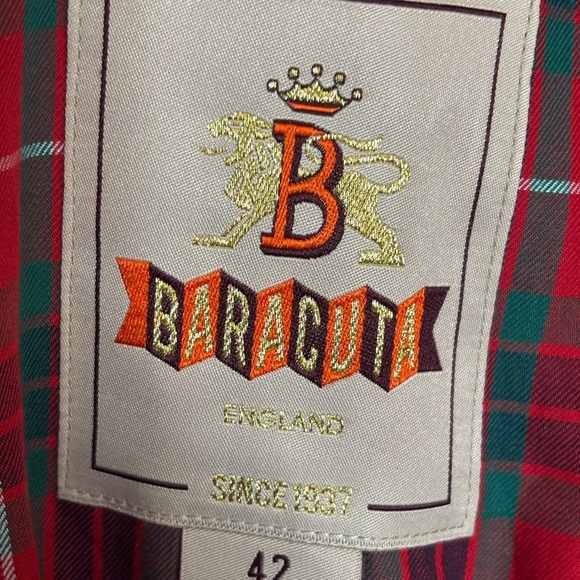 B
BARACUTA
ENGLAND
SINCE 1937
42